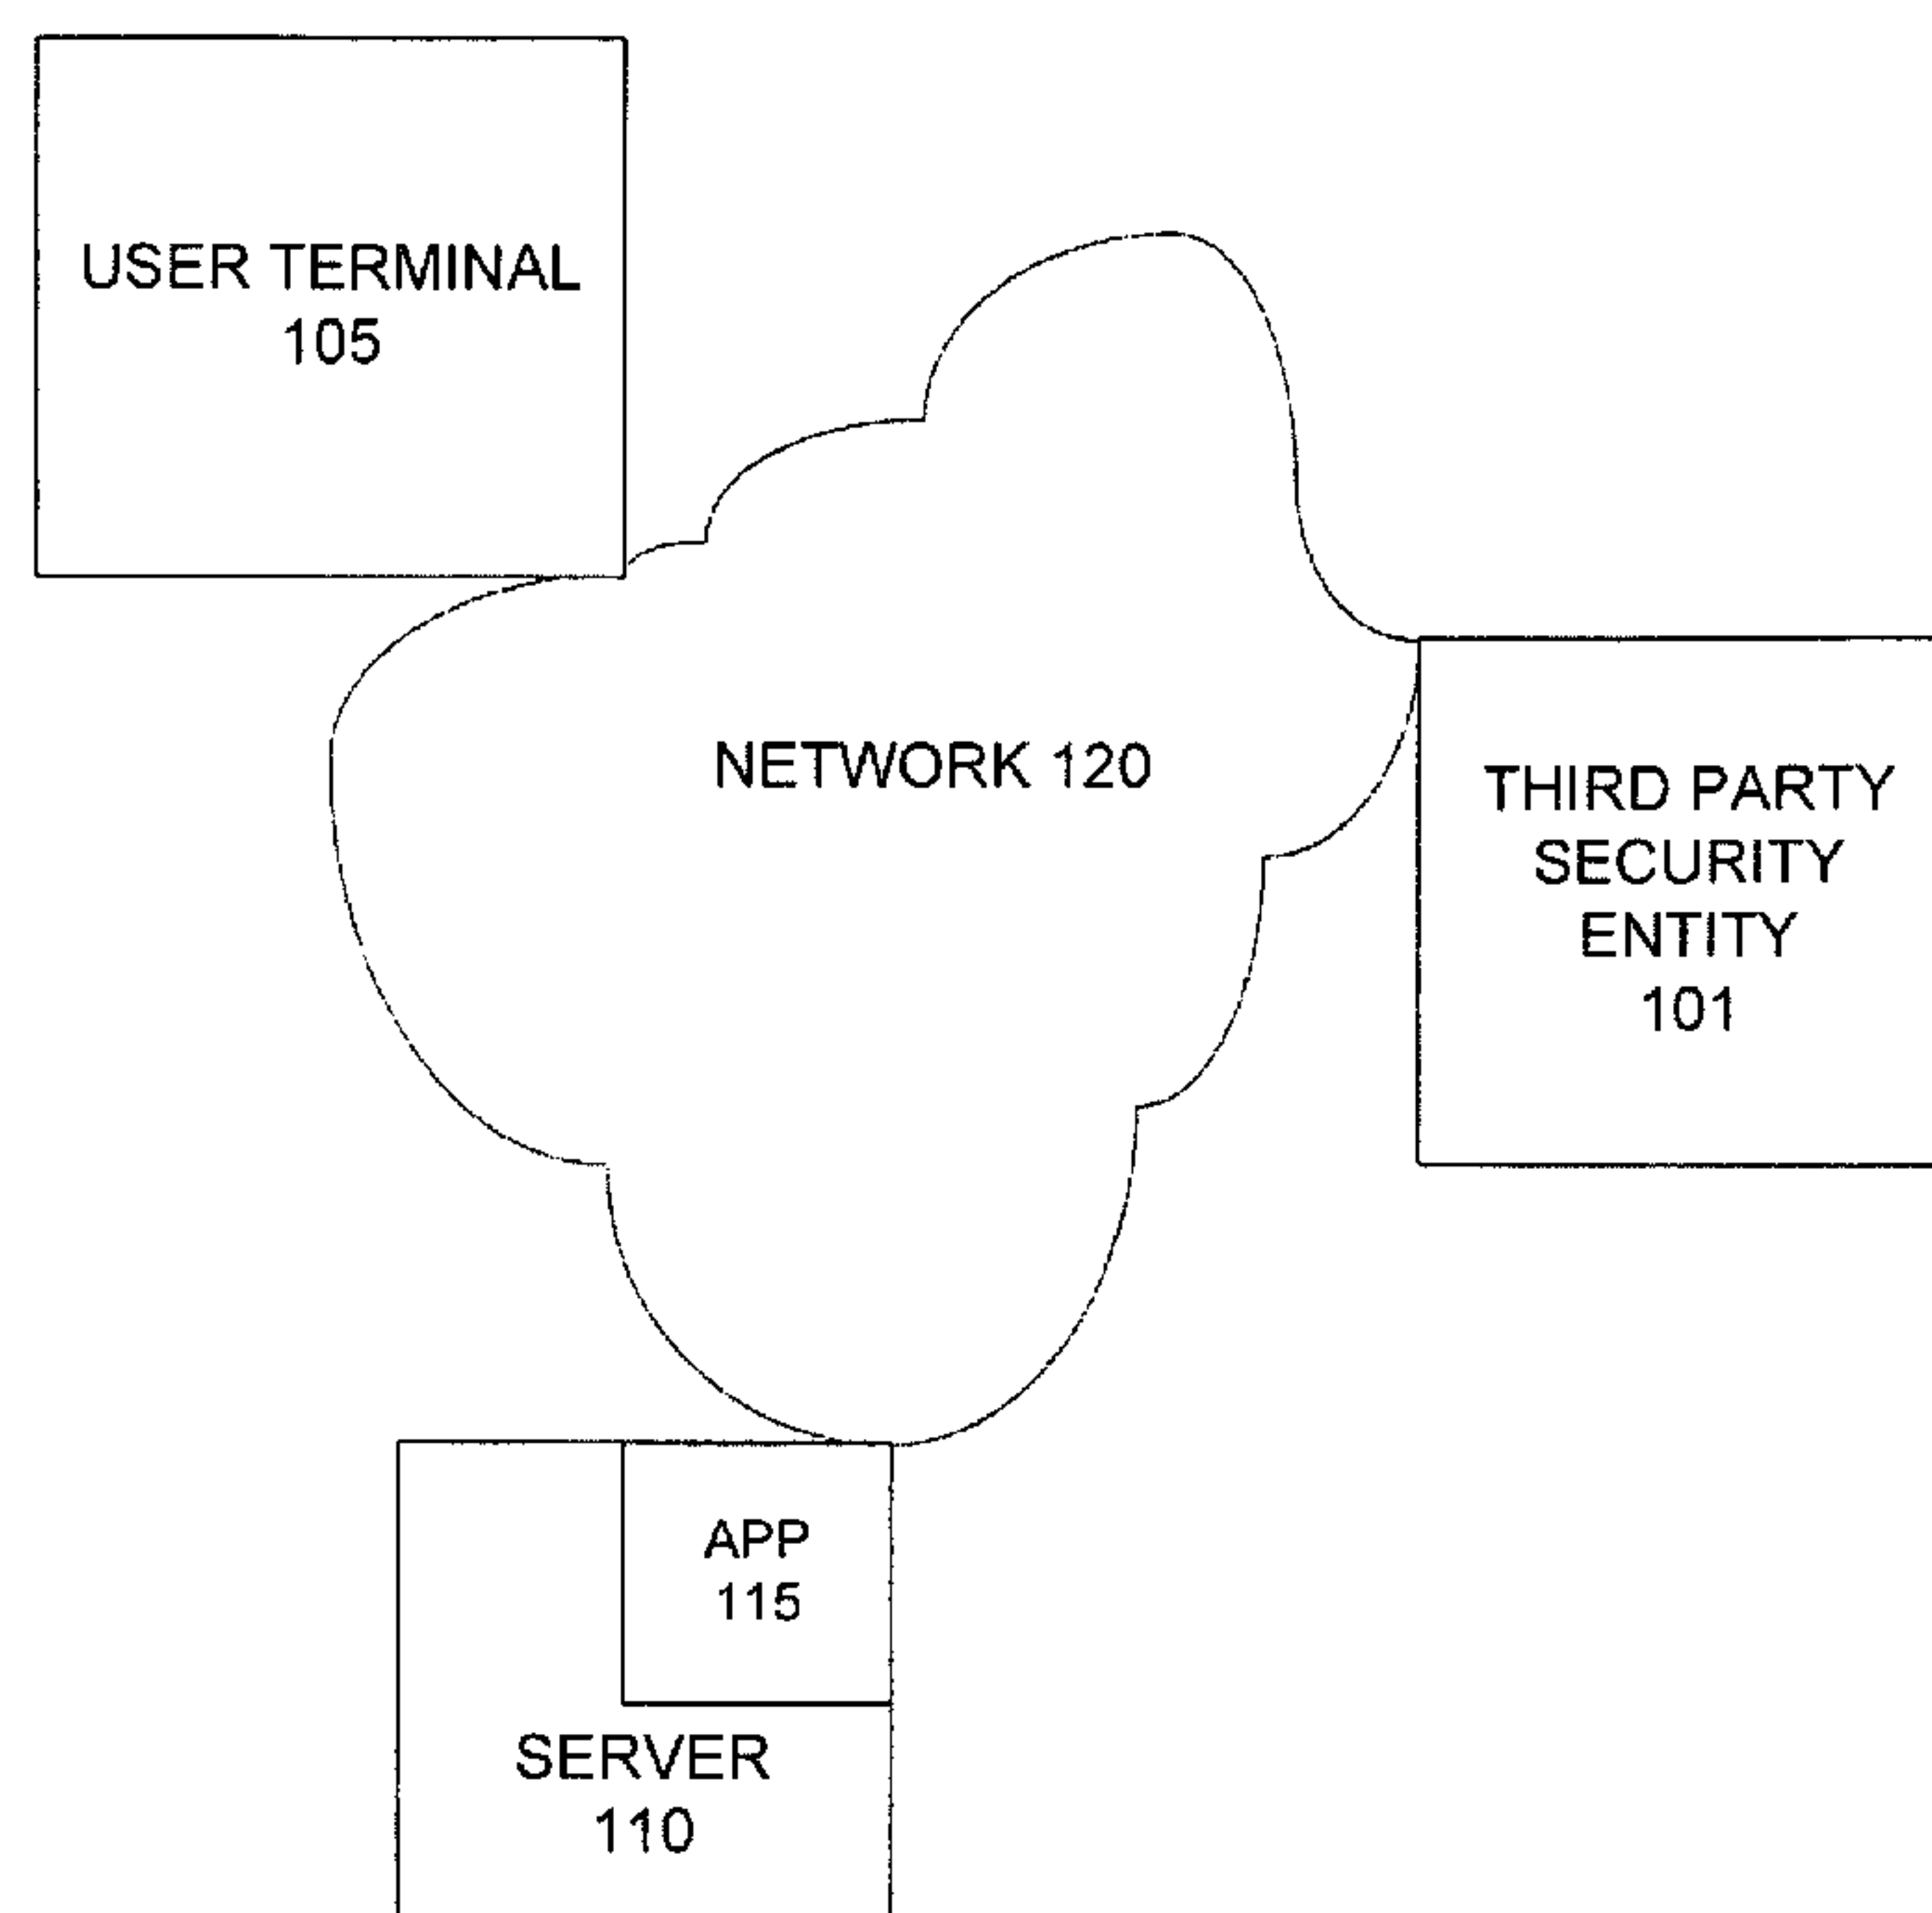 USER TERMINAL
105
NETWORK 120
THIRD PARTY
SECURITY
ENTITY
101
APP
115
SERVER
110